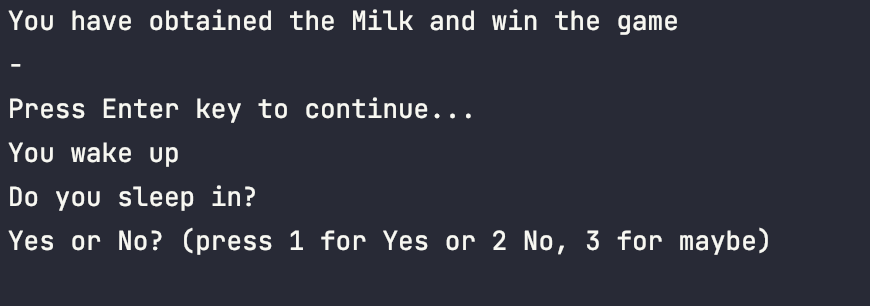 You have obtained the Milk and win the game
-
Press Enter key to continue...
You wake up
Do you sleep in?
Yes or No? (press 1 for Yes or 2 No, 3 for maybe)